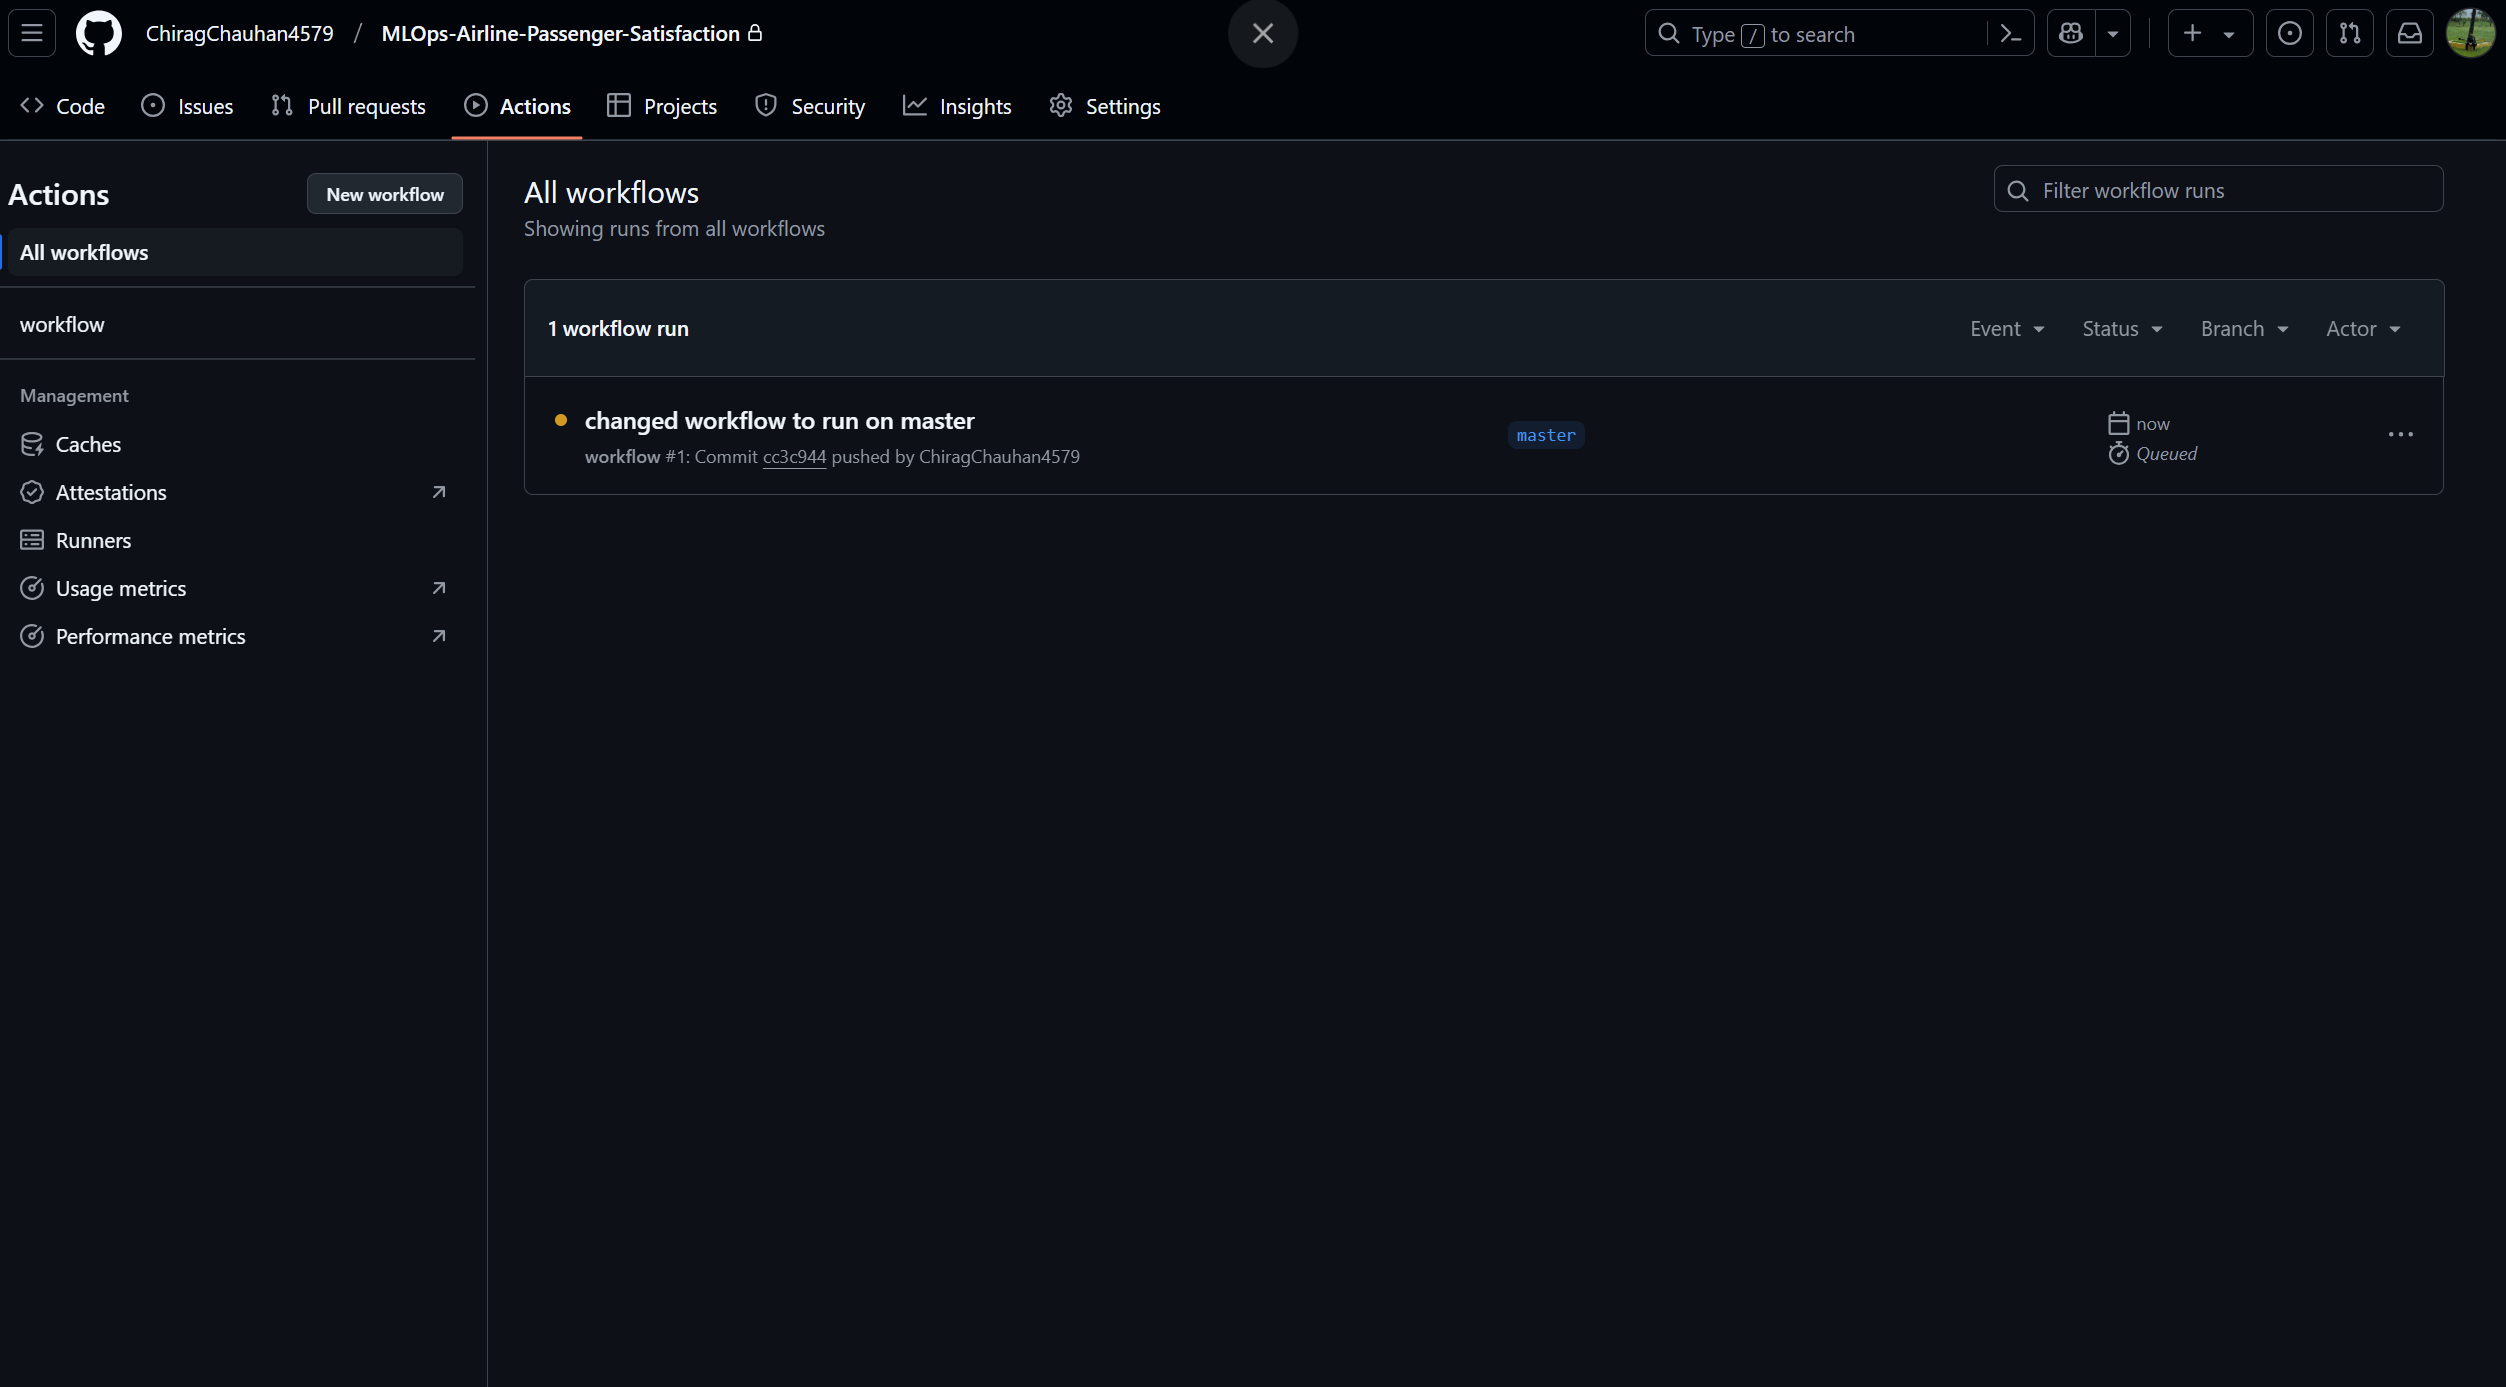 ChiragChauhan4579 / MLOps-Airline-Passenger-Satisfaction
Type / to search
Code Issues Pull requests Actions Projects Security Insights Settings
Actions
New workflow
All workflows
workflow
Management
Caches
Attestations
Runners
Usage metrics
Performance metrics
All workflows
Showing runs from all workflows
Filter workflow runs
1 workflow run
Event Status Branch Actor
changed workflow to run on master
workflow #1: Commit cc3c944 pushed by ChiragChauhan4579
master
now
Queued